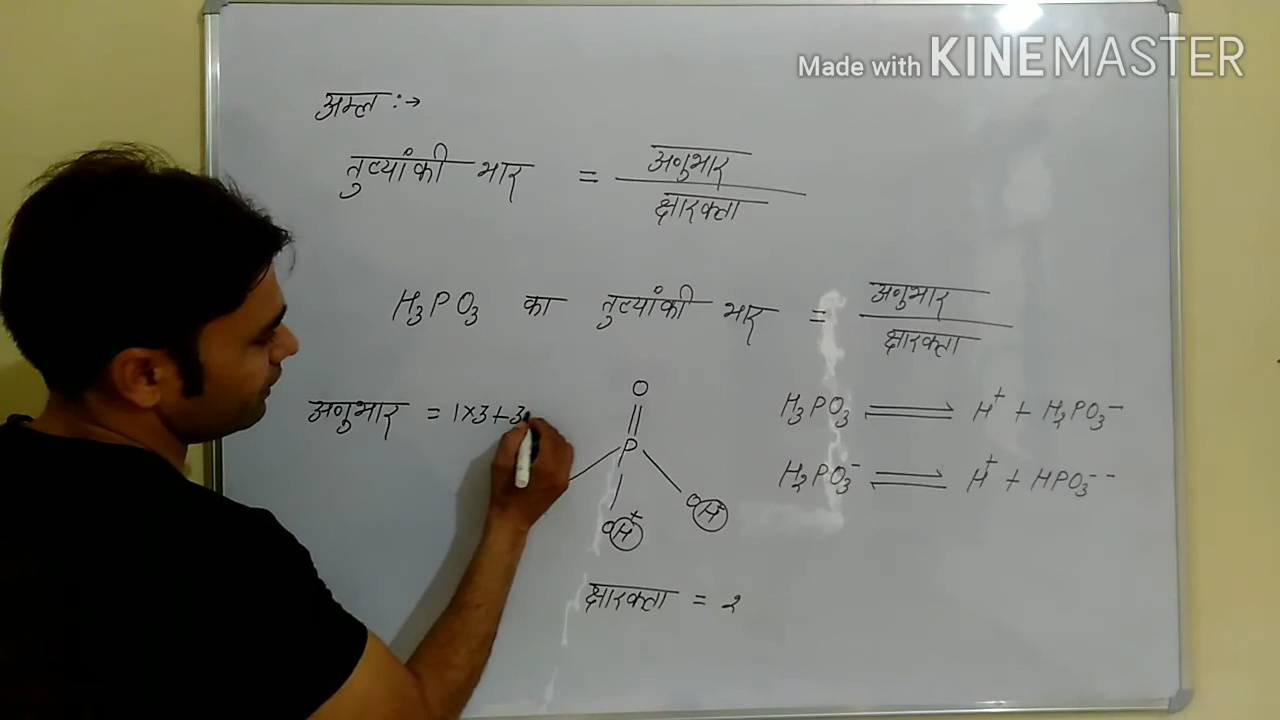 Made with KINEMASTER
अम्ल :→
तुल्यांकी भार = अणुभार / क्षारकता
H₃PO₃ का तुल्यांकी भार = अणुभार / क्षारकता
अणुभार = 1×3+3
O
||
P
OH⁺ OH⁺
H₃PO₃ ⇌ H⁺ + H₂PO₃⁻
H₂PO₃⁻ ⇌ H⁺ + HPO₃⁻⁻
क्षारकता = 2